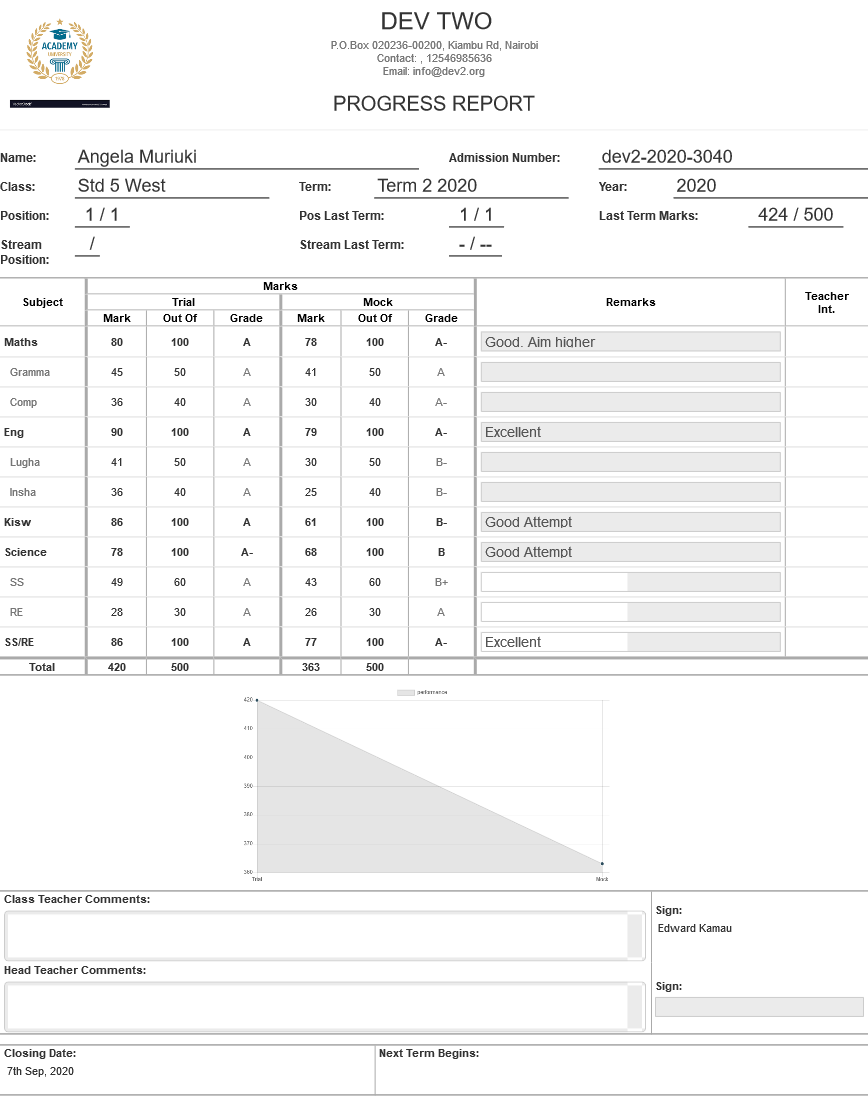 DEV TWO
ACADEMY
UNIVERSITY
P.O.Box 020236-00200, Kiambu Rd, Nairobi
Contact: , 12546985636
Email: info@dev2.org
PROGRESS REPORT
Name: Angela Muriuki Admission Number: dev2-2020-3040
Class: Std 5 West Term: Term 2 2020 Year: 2020
Position: 1 / 1 Pos Last Term: 1 / 1 Last Term Marks: 424 / 500
Stream Position: / Stream Last Term: - / --
Subject Marks Remarks Teacher Int.
Trial Mock
Mark Out Of Grade Mark Out Of Grade
Maths 80 100 A 78 100 A- Good. Aim higher
Gramma 45 50 A 41 50 A
Comp 36 40 A 30 40 A-
Eng 90 100 A 79 100 A- Excellent
Lugha 41 50 A 30 50 B-
Insha 36 40 A 25 40 B-
Kisw 86 100 A 61 100 B- Good Attempt
Science 78 100 A- 68 100 B Good Attempt
SS 49 60 A 43 60 B+
RE 28 30 A 26 30 A
SS/RE 86 100 A 77 100 A- Excellent
Total 420 500 363 500
performance
420
410
400
390
380
370
360
Trial Mock
Class Teacher Comments:
Sign:
Edward Kamau
Head Teacher Comments:
Sign:
Closing Date: Next Term Begins:
7th Sep, 2020